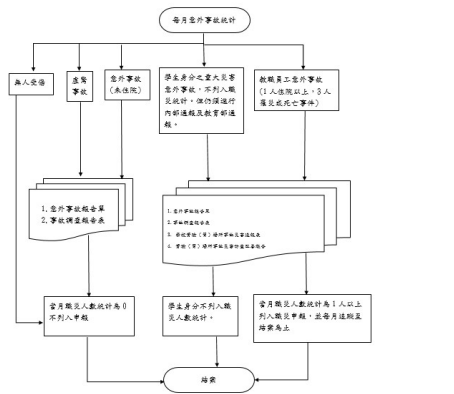 每月意外事故統計
無人受傷
虛驚
事故
意外事故
(未住院)
學生身分之重大災害
意外事故，不列入職
災統計。但仍須進行
內部通報及教育部通
報。
教職員工意外事故
(1人住院以上，3人
罹災或死亡事件)
1.意外事故報告單
2.事故調查報告表
1.意外事故報告單
2.事故調查報告表
當月職災人數統計為0
不列入申報
學生身分不列入職
災人數統計。
當月職災人數統計為1人以上
列入職災申報，並每月追蹤至
結案為止
結案